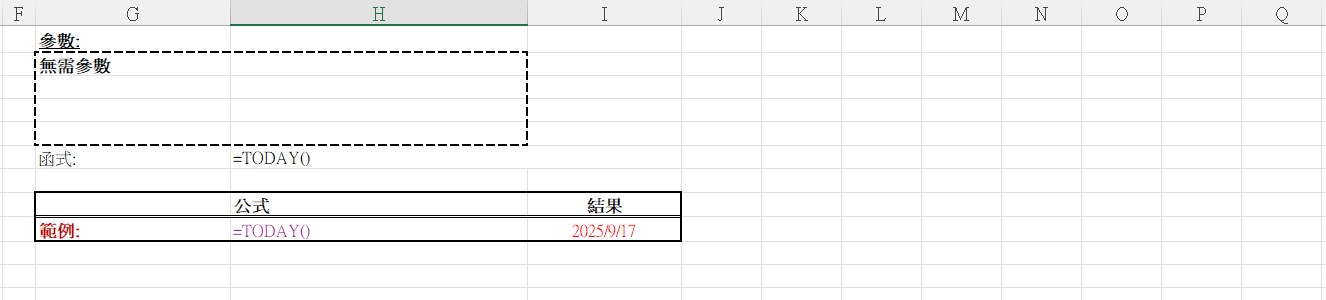 F G H I J K L M N O P Q
參數:
無需參數
函式: =TODAY()
公式 結果
範例: =TODAY() 2025/9/17